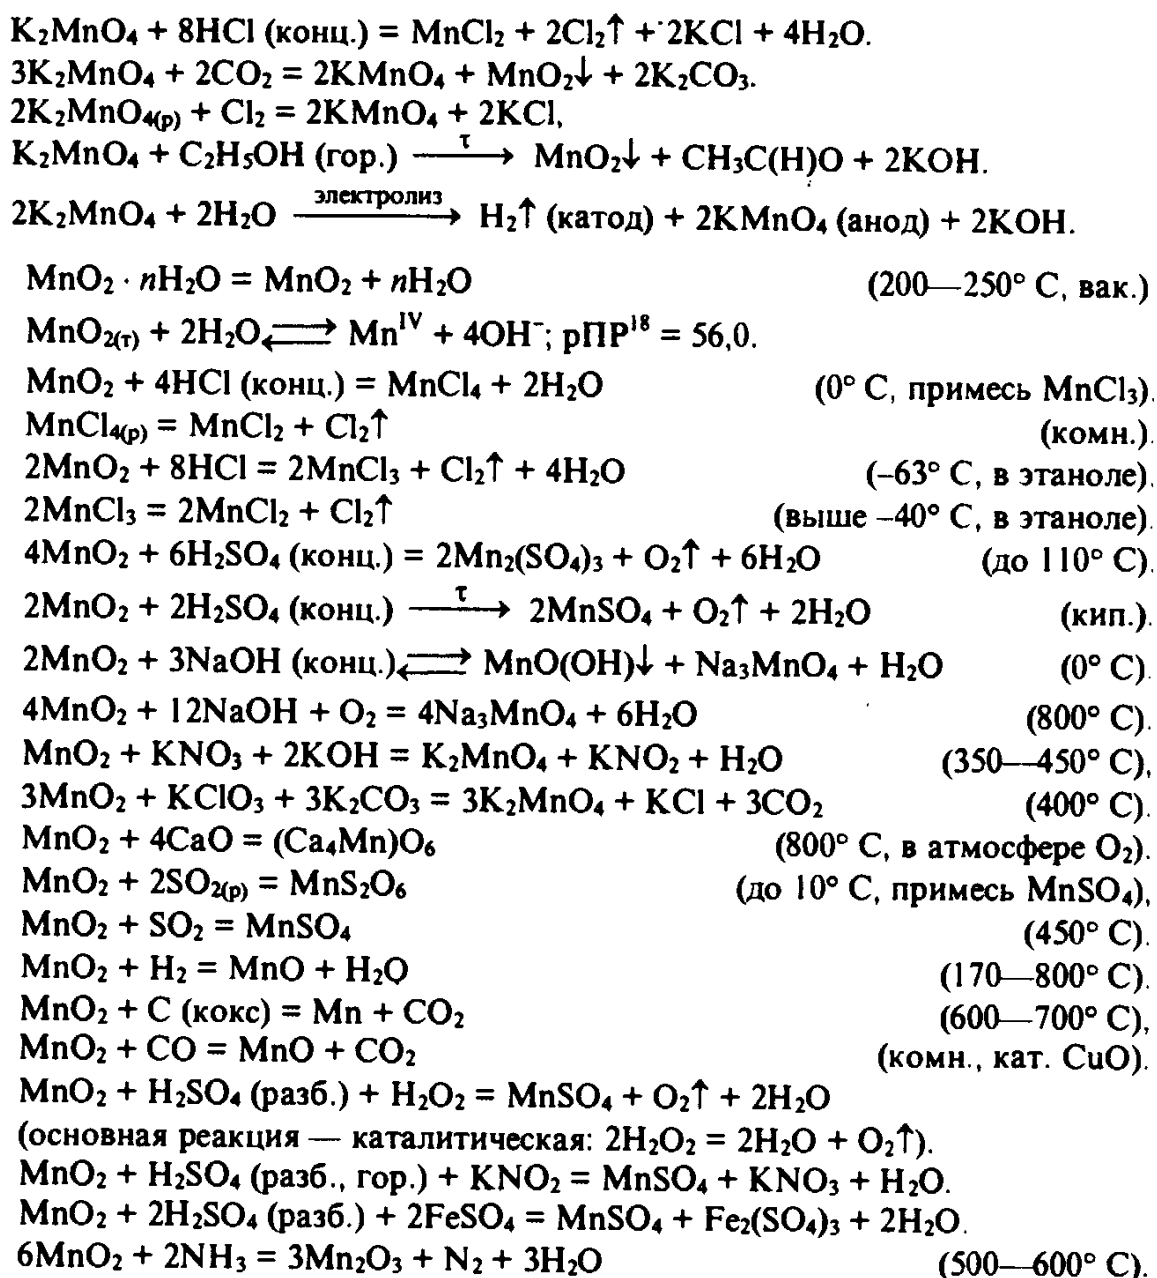 K₂MnO₄ + 8HCl (конц.) = MnCl₂ + 2Cl₂↑ + 2KCl + 4H₂O.
3K₂MnO₄ + 2CO₂ = 2KMnO₄ + MnO₂↓ + 2K₂CO₃.
2K₂MnO₄₍р₎ + Cl₂ = 2KMnO₄ + 2KCl,
K₂MnO₄ + C₂H₅OH (гор.) —τ→ MnO₂↓ + CH₃C(H)O + 2KOH.
2K₂MnO₄ + 2H₂O —электролиз→ H₂↑ (катод) + 2KMnO₄ (анод) + 2KOH.
MnO₂ · nH₂O = MnO₂ + nH₂O (200—250° C, вак.)
MnO₂₍т₎ + 2H₂O ⇄ Mn^IV + 4OH⁻; pПР¹⁸ = 56,0.
MnO₂ + 4HCl (конц.) = MnCl₄ + 2H₂O (0° C, примесь MnCl₃).
MnCl₄₍р₎ = MnCl₂ + Cl₂↑ (комн.).
2MnO₂ + 8HCl = 2MnCl₃ + Cl₂↑ + 4H₂O (–63° C, в этаноле).
2MnCl₃ = 2MnCl₂ + Cl₂↑ (выше –40° C, в этаноле).
4MnO₂ + 6H₂SO₄ (конц.) = 2Mn₂(SO₄)₃ + O₂↑ + 6H₂O (до 110° C).
2MnO₂ + 2H₂SO₄ (конц.) —τ→ 2MnSO₄ + O₂↑ + 2H₂O (кип.).
2MnO₂ + 3NaOH (конц.) ⇄ MnO(OH)↓ + Na₃MnO₄ + H₂O (0° C).
4MnO₂ + 12NaOH + O₂ = 4Na₃MnO₄ + 6H₂O (800° C).
MnO₂ + KNO₃ + 2KOH = K₂MnO₄ + KNO₂ + H₂O (350—450° C),
3MnO₂ + KClO₃ + 3K₂CO₃ = 3K₂MnO₄ + KCl + 3CO₂ (400° C).
MnO₂ + 4CaO = (Ca₄Mn)O₆ (800° C, в атмосфере O₂).
MnO₂ + 2SO₂₍р₎ = MnS₂O₆ (до 10° C, примесь MnSO₄),
MnO₂ + SO₂ = MnSO₄ (450° C).
MnO₂ + H₂ = MnO + H₂O (170—800° C).
MnO₂ + C (кокс) = Mn + CO₂ (600—700° C),
MnO₂ + CO = MnO + CO₂ (комн., кат. CuO).
MnO₂ + H₂SO₄ (разб.) + H₂O₂ = MnSO₄ + O₂↑ + 2H₂O
(основная реакция — каталитическая: 2H₂O₂ = 2H₂O + O₂↑).
MnO₂ + H₂SO₄ (разб., гор.) + KNO₂ = MnSO₄ + KNO₃ + H₂O.
MnO₂ + 2H₂SO₄ (разб.) + 2FeSO₄ = MnSO₄ + Fe₂(SO₄)₃ + 2H₂O.
6MnO₂ + 2NH₃ = 3Mn₂O₃ + N₂ + 3H₂O (500—600° C).